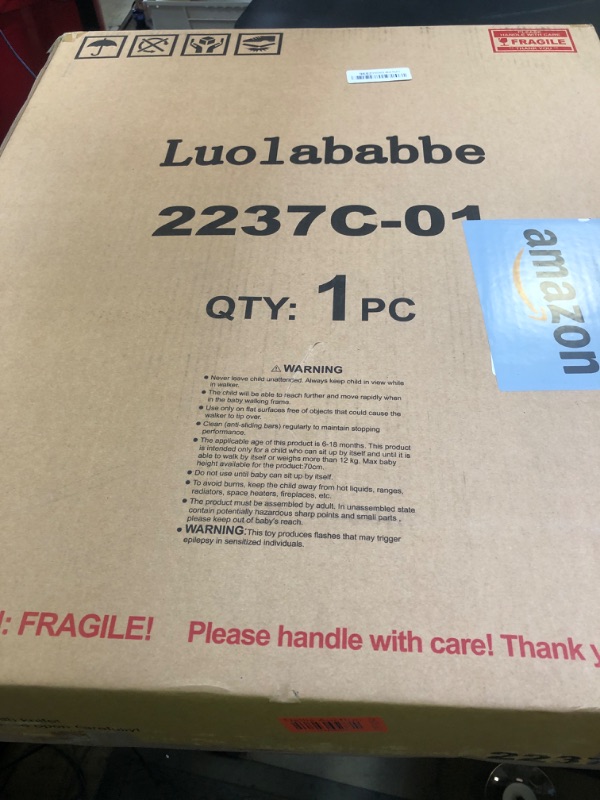 FRAGILE
Luolababbe
2237C-01
amazon
QTY: 1 PC
⚠ WARNING
● Never leave child unattended. Always keep child in view while
in walker.
● The child will be able to reach further and move rapidly when
in the baby walking frame.
● Use only on flat surfaces free of objects that could cause the
walker to tip over.
● Clean (anti-sliding bars) regularly to maintain stopping
performance.
● The applicable age of this product is 6-18 months. This product
is intended only for a child who can sit up by itself and until it is
able to walk by itself or weighs more than 12 kg. Max baby
height available for the product:70cm.
● Do not use until baby can sit up by itself.
● To avoid burns, keep the child away from hot liquids, ranges,
radiators, space heaters, fireplaces, etc.
● The product must be assembled by adult. In unassembled state
contain potentially hazardous sharp points and small parts ,
please keep out of baby's reach.
● WARNING:This toy produces flashes that may trigger
epilepsy in sensitized individuals.
: FRAGILE! Please handle with care! Thank y